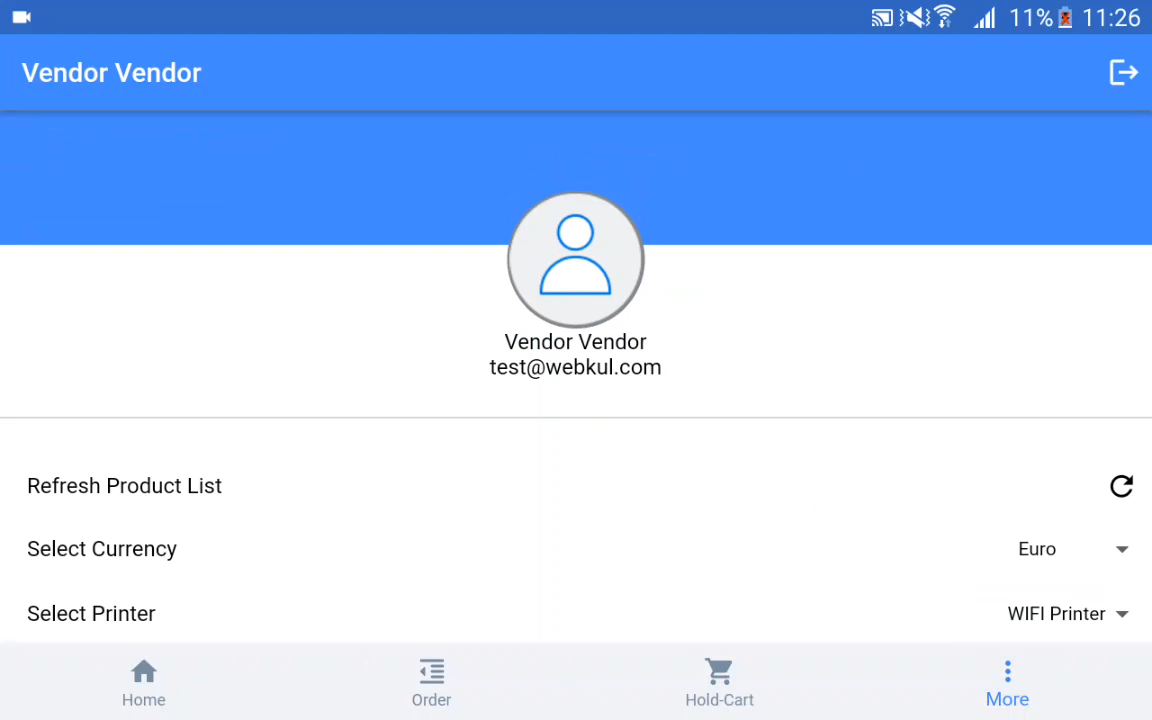 11% 11:26
Vendor Vendor
Vendor Vendor
test@webkul.com
Refresh Product List
Select Currency Euro
Select Printer WIFI Printer
Home Order Hold-Cart More